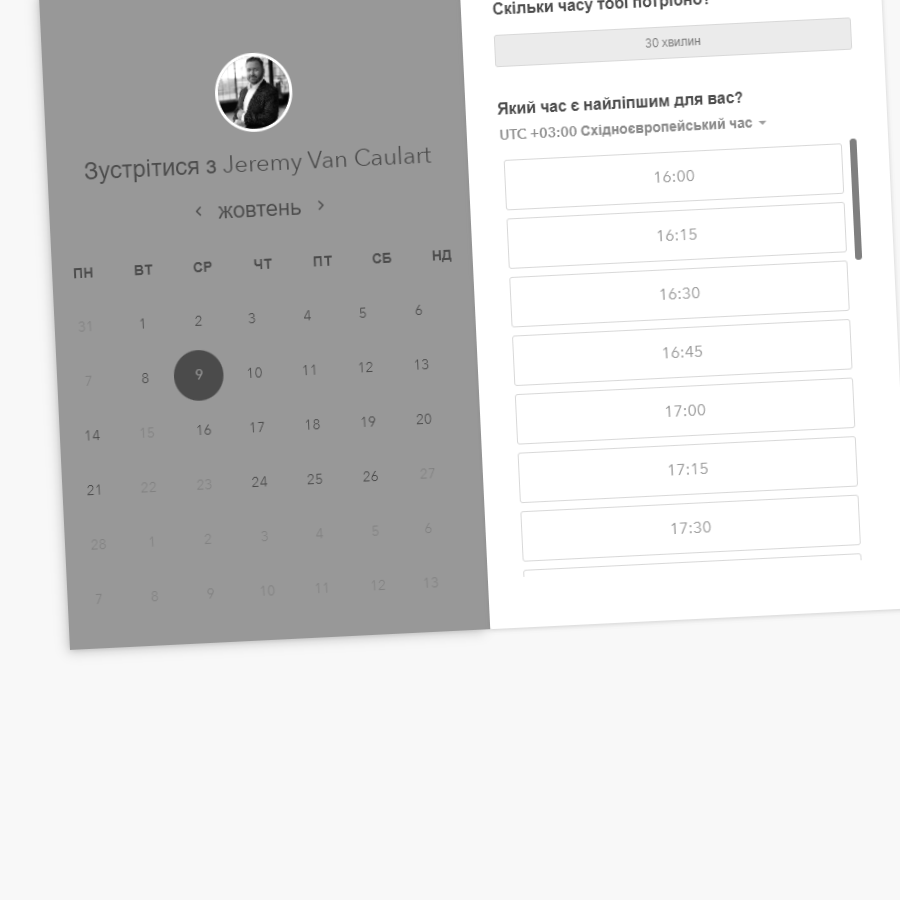 Зустрітися з Jeremy Van Caulart
‹ жовтень ›
ПН ВТ СР ЧТ ПТ СБ НД
31 1 2 3 4 5 6
7 8 9 10 11 12 13
14 15 16 17 18 19 20
21 22 23 24 25 26 27
28 1 2 3 4 5 6
7 8 9 10 11 12 13
Скільки часу тобі потрібно?
30 хвилин
Який час є найліпшим для вас?
UTC +03:00 Східноєвропейський час
16:00
16:15
16:30
16:45
17:00
17:15
17:30